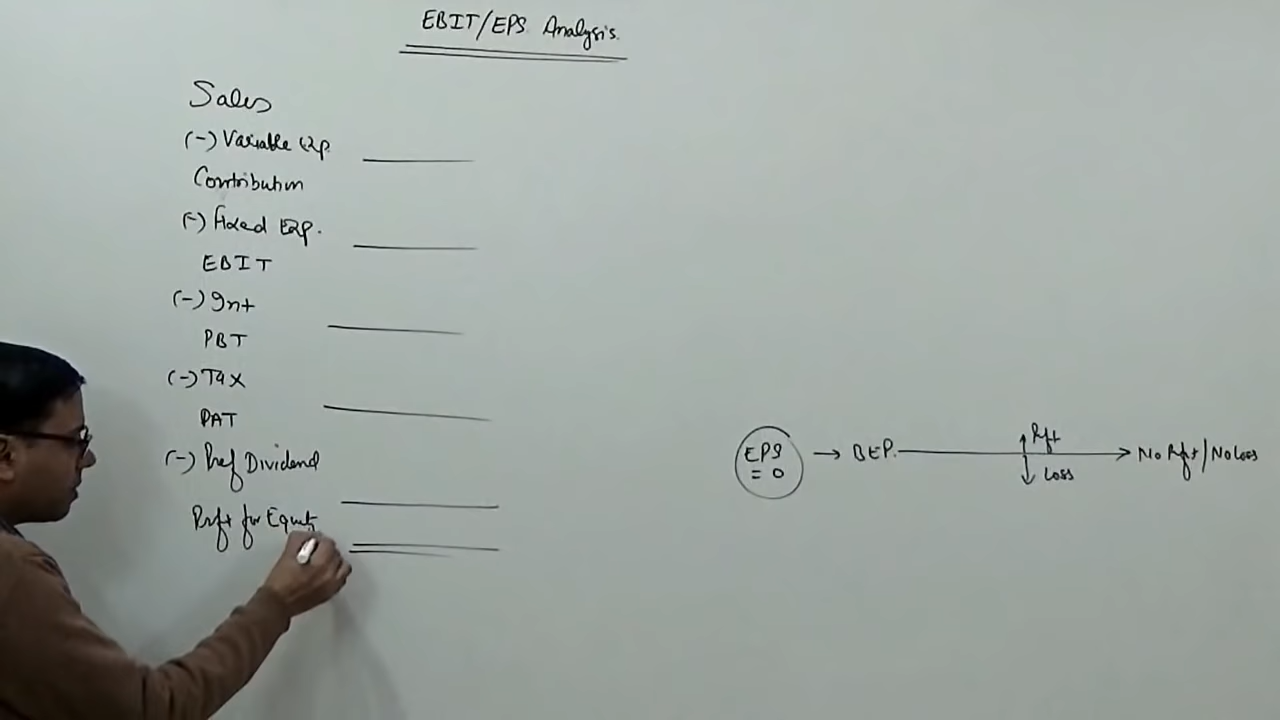 EBIT/EPS Analysis.
Sales
(-) Variable Exp.
Contribution
(-) Fixed Exp.
EBIT
(-) Int
PBT
(-) Tax
PAT
(-) Pref Dividend
Prft for Equity
EPS = 0 → BEP. → No Prft / No Loss
↑ Prft
↓ Loss